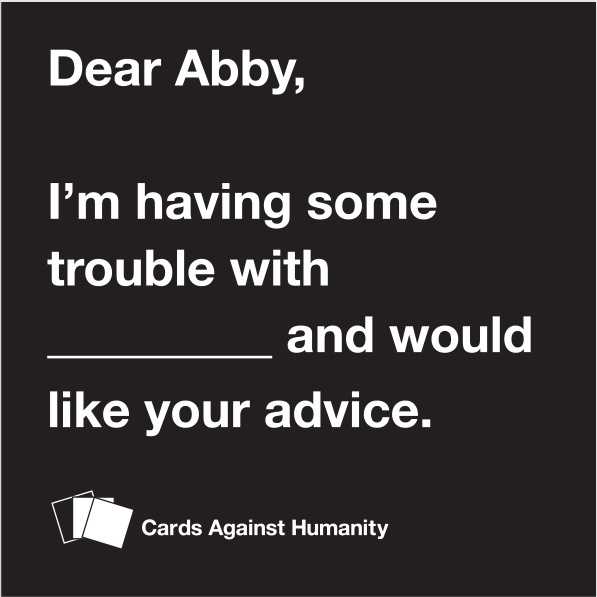 Dear Abby,
I’m having some
trouble with
_________ and would
like your advice.
Cards Against Humanity